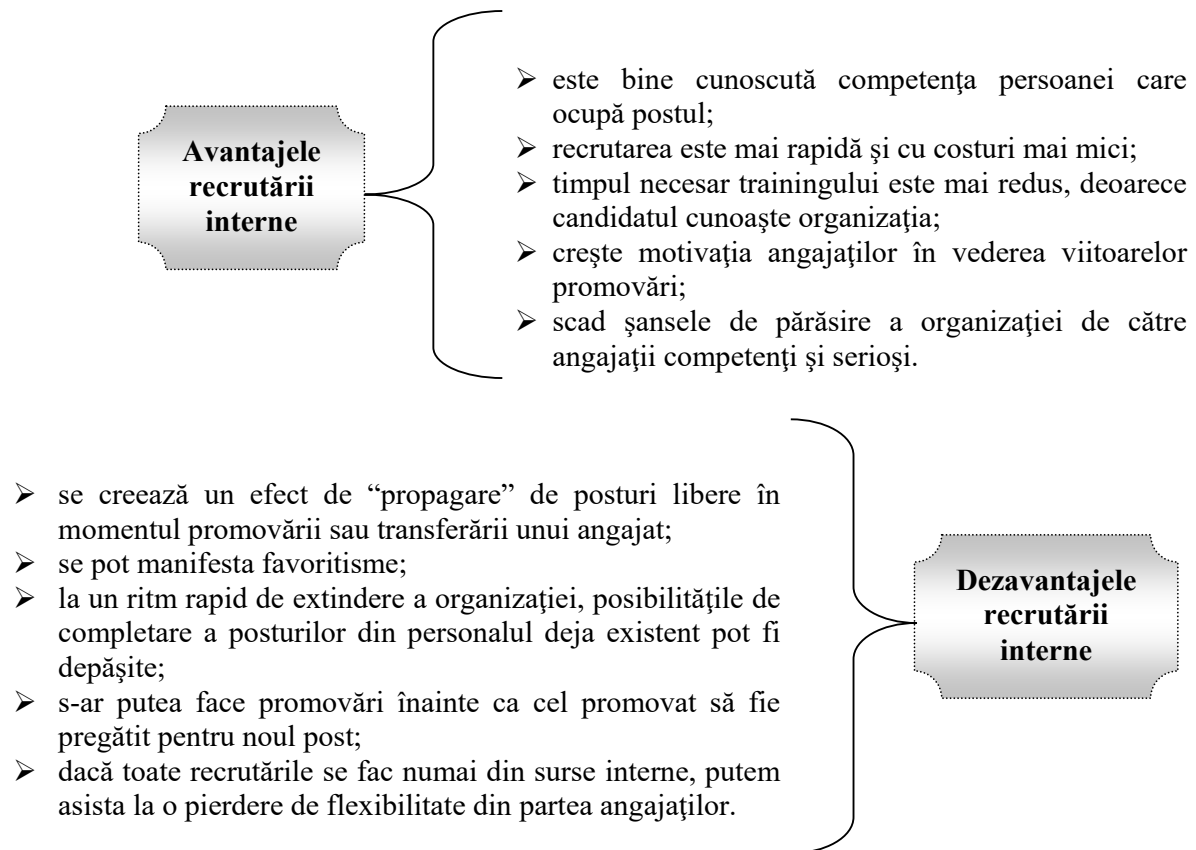 Avantajele
recrutării
interne
➢ este bine cunoscută competenţa persoanei care
ocupă postul;
➢ recrutarea este mai rapidă şi cu costuri mai mici;
➢ timpul necesar trainingului este mai redus, deoarece
candidatul cunoaşte organizaţia;
➢ creşte motivaţia angajaţilor în vederea viitoarelor
promovări;
➢ scad şansele de părăsire a organizaţiei de către
angajaţii competenţi şi serioşi.
➢ se creează un efect de “propagare” de posturi libere în
momentul promovării sau transferării unui angajat;
➢ se pot manifesta favoritisme;
➢ la un ritm rapid de extindere a organizaţiei, posibilităţile de
completare a posturilor din personalul deja existent pot fi
depăşite;
➢ s-ar putea face promovări înainte ca cel promovat să fie
pregătit pentru noul post;
➢ dacă toate recrutările se fac numai din surse interne, putem
asista la o pierdere de flexibilitate din partea angajaţilor.
Dezavantajele
recrutării
interne